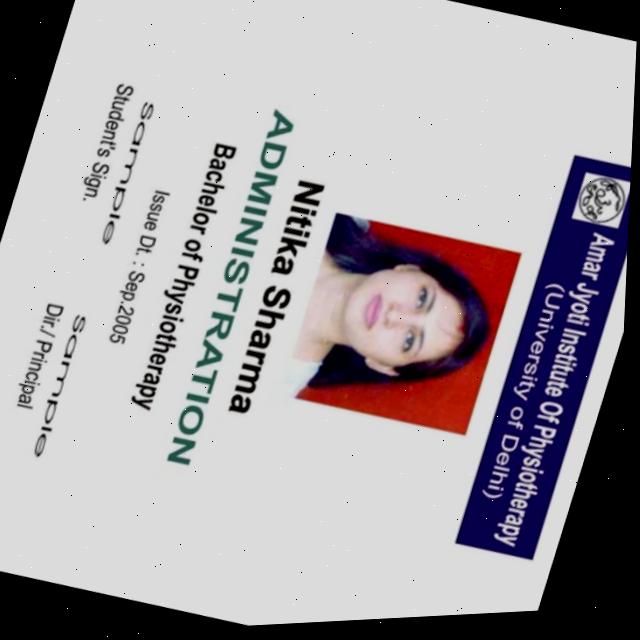 Amar Jyoti Institute Of Physiotherapy
(University of Delhi)
Nitika Sharma
ADMINISTRATION
Bachelor of Physiotherapy
Issue Dt.: Sep.2005
sample
Student's Sign.
sample
Dir./ Principal